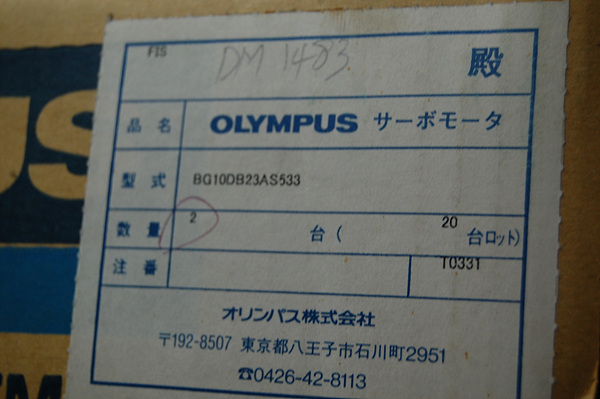 FIS DM 1483 殿
品名 OLYMPUS サーボモータ
型式 BG10DB23AS533
数量 2 台( 20 台ロット)
注番 T0331
オリンパス株式会社
〒192-8507 東京都八王子市石川町2951
☎0426-42-8113
US